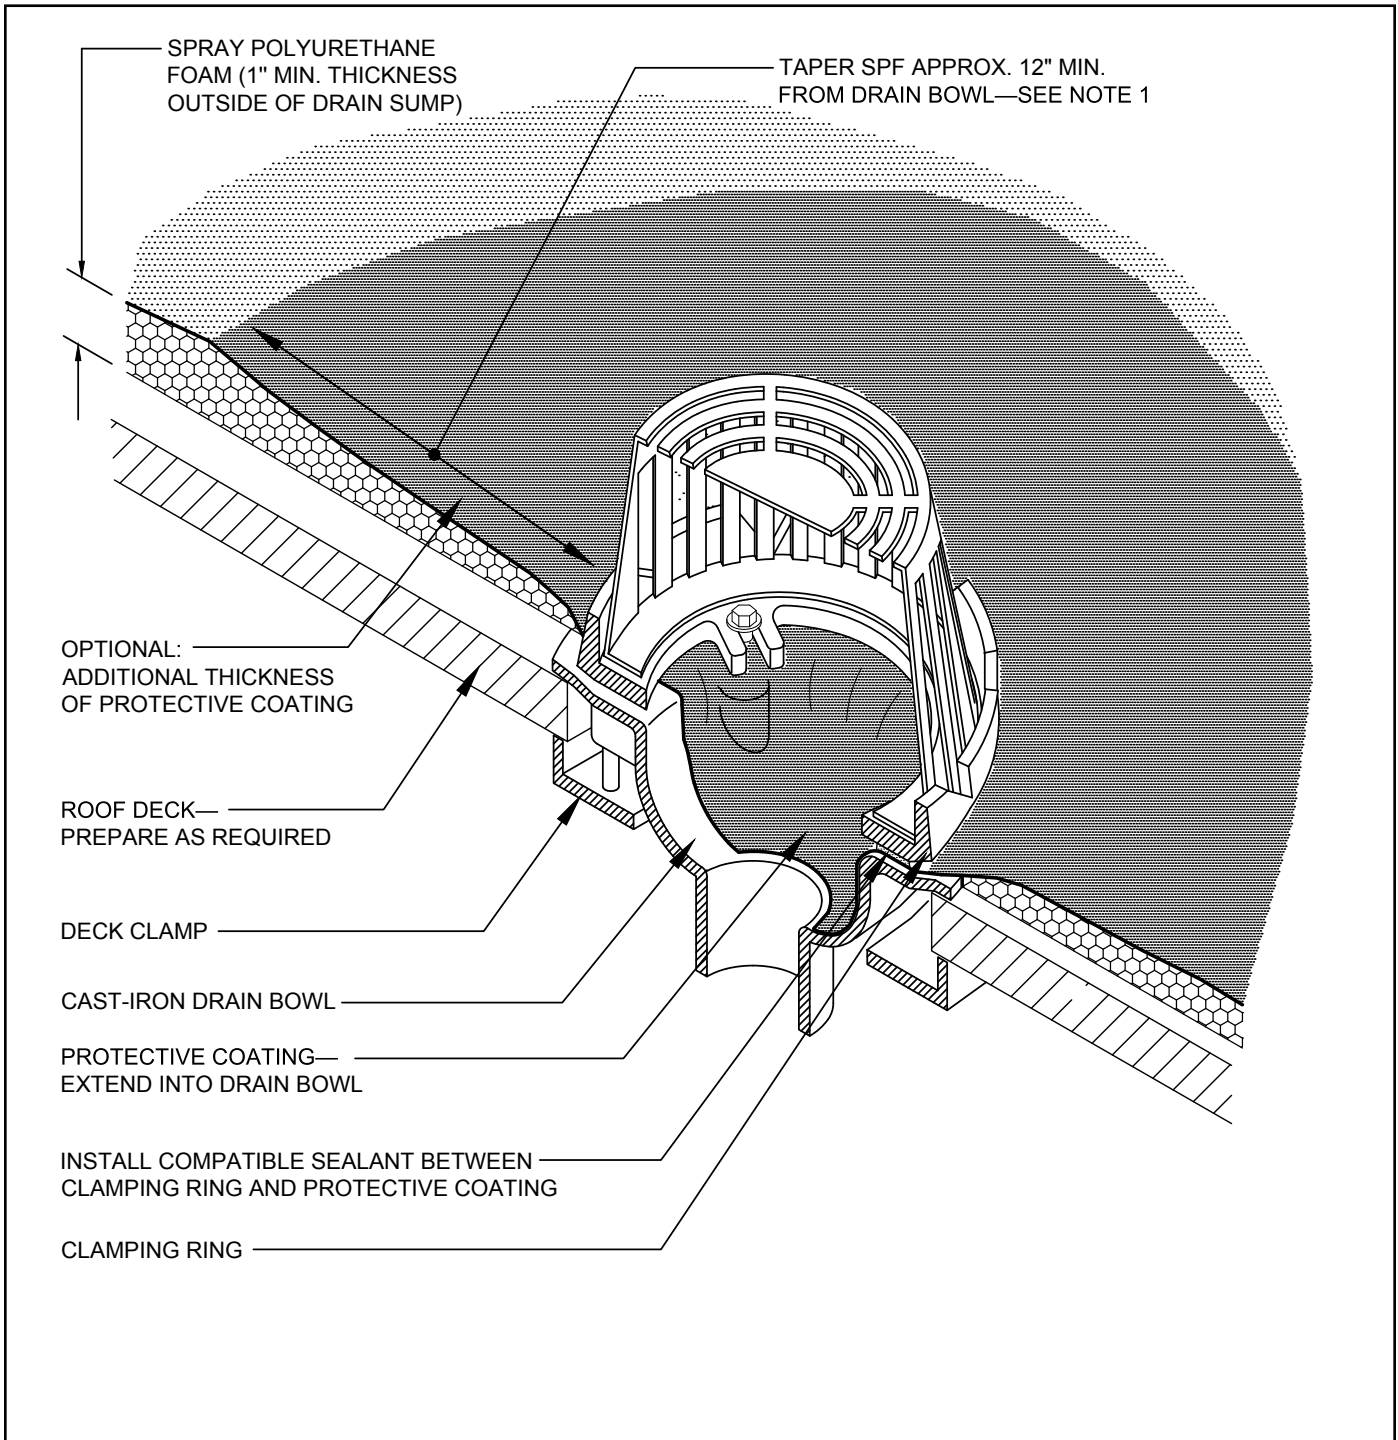 SPRAY POLYURETHANE
FOAM (1" MIN. THICKNESS
OUTSIDE OF DRAIN SUMP)
TAPER SPF APPROX. 12" MIN.
FROM DRAIN BOWL—SEE NOTE 1
OPTIONAL:
ADDITIONAL THICKNESS
OF PROTECTIVE COATING
ROOF DECK—
PREPARE AS REQUIRED
DECK CLAMP
CAST-IRON DRAIN BOWL
PROTECTIVE COATING—
EXTEND INTO DRAIN BOWL
INSTALL COMPATIBLE SEALANT BETWEEN
CLAMPING RING AND PROTECTIVE COATING
CLAMPING RING